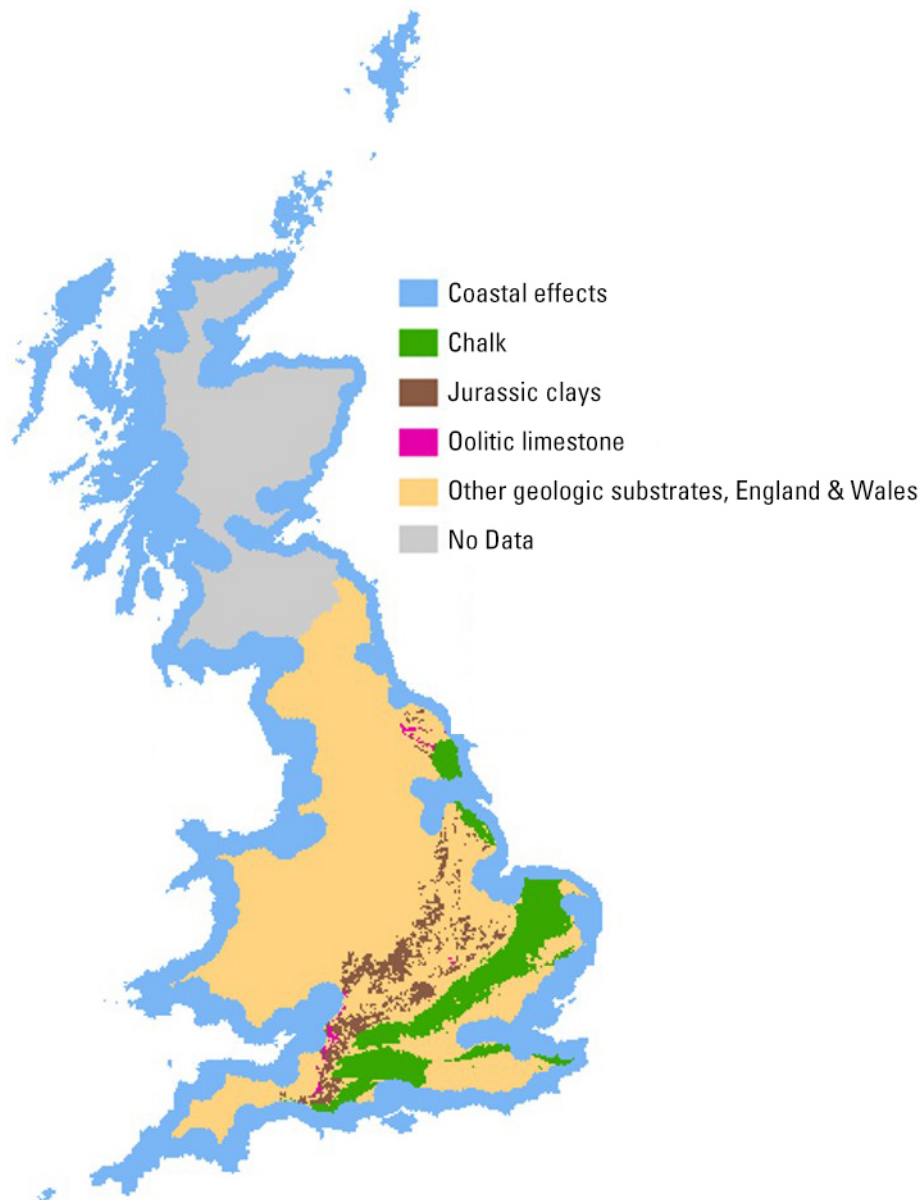 Coastal effects
Chalk
Jurassic clays
Oolitic limestone
Other geologic substrates, England & Wales
No Data